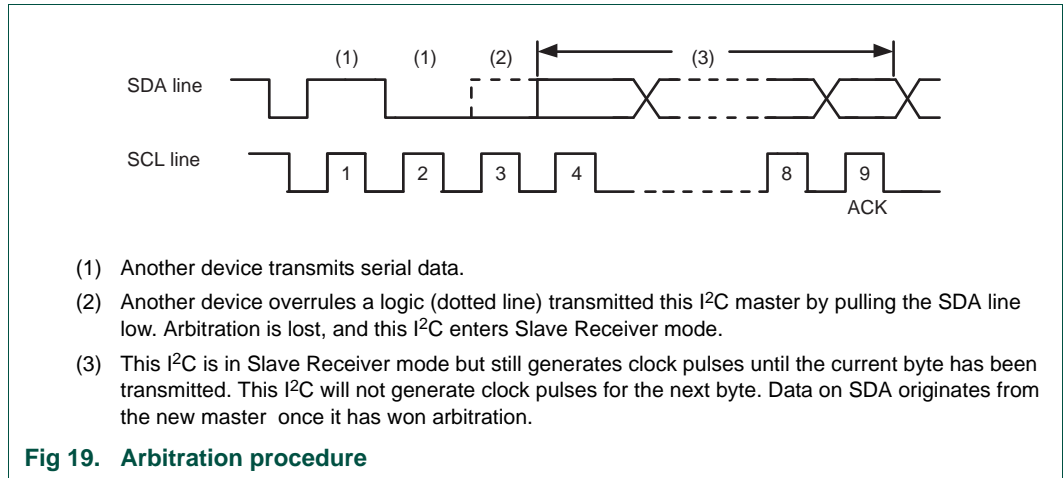 (1) (1) (2) (3)
SDA line
SCL line
1 2 3 4 8 9
ACK
(1) Another device transmits serial data.
(2) Another device overrules a logic (dotted line) transmitted this I2C master by pulling the SDA line
low. Arbitration is lost, and this I2C enters Slave Receiver mode.
(3) This I2C is in Slave Receiver mode but still generates clock pulses until the current byte has been
transmitted. This I2C will not generate clock pulses for the next byte. Data on SDA originates from
the new master once it has won arbitration.
Fig 19. Arbitration procedure